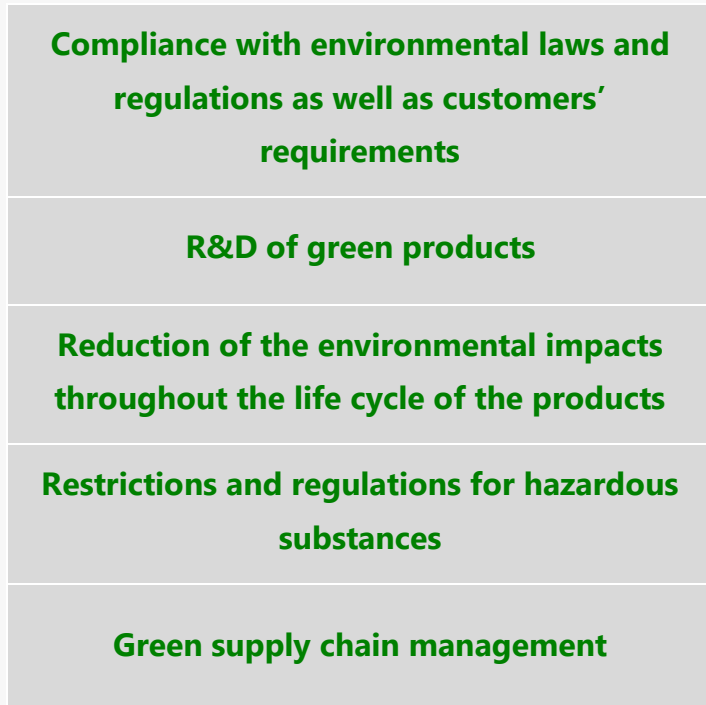 Compliance with environmental laws and
regulations as well as customers’
requirements
R&D of green products
Reduction of the environmental impacts
throughout the life cycle of the products
Restrictions and regulations for hazardous
substances
Green supply chain management